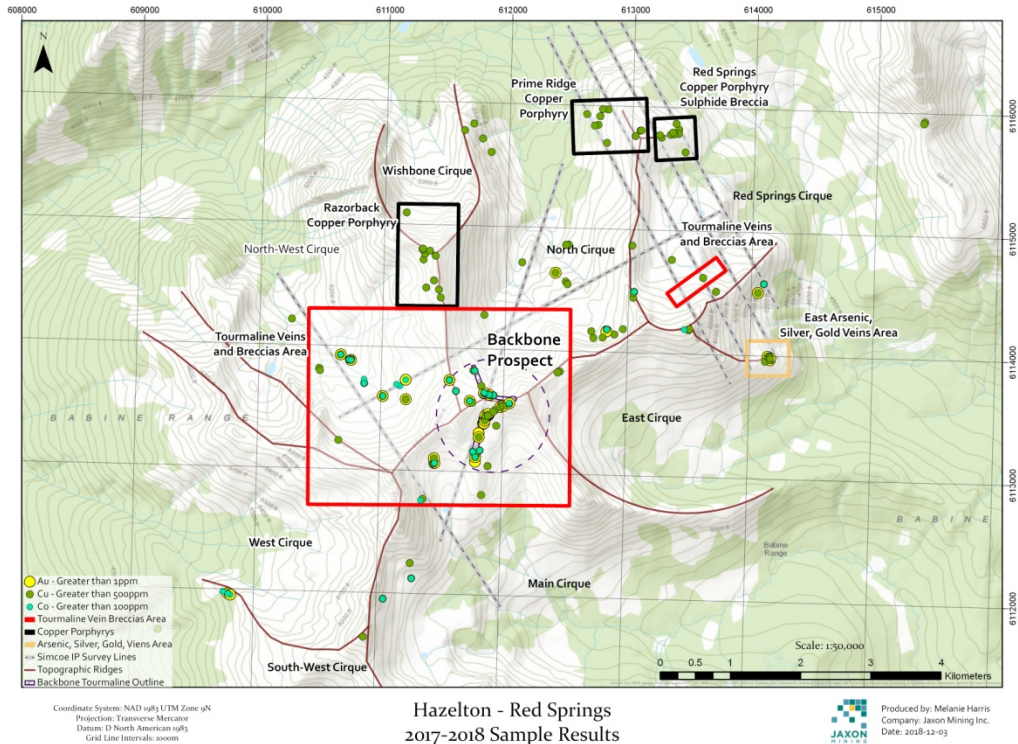 608000 609000 610000 611000 612000 613000 614000 615000
N
Prime Ridge
Copper
Porphyry
Red Springs
Copper Porphyry
Sulphide Breccia
6116000
Wishbone Cirque
Razorback
Copper Porphyry
Red Springs Cirque
North-West Cirque
North Cirque
Tourmaline Veins
and Breccias Area
6115000
Tourmaline Veins
and Breccias Area
Backbone
Prospect
East Arsenic,
Silver, Gold Veins Area
6114000
BABINE RANGE
East Cirque
6113000
BABINE
West Cirque
Babine
Range
Main Cirque
6112000
South-West Cirque
Au - Greater than 1ppm
Cu - Greater than 500ppm
Co - Greater than 100ppm
Tourmaline Vein Breccias Area
Copper Porphyrys
Arsenic, Silver, Gold, Viens Area
Simcoe IP Survey Lines
Topographic Ridges
Backbone Tourmaline Outline
Scale: 1:50,000
0 0.5 1 2 3 4
Kilometers
Coordinate System: NAD 1983 UTM Zone 9N
Projection: Transverse Mercator
Datum: D North American 1983
Grid Line Intervals: 1000m
Hazelton - Red Springs
2017-2018 Sample Results
JAXON
MINING
Produced by: Melanie Harris
Company: Jaxon Mining Inc.
Date: 2018-12-03